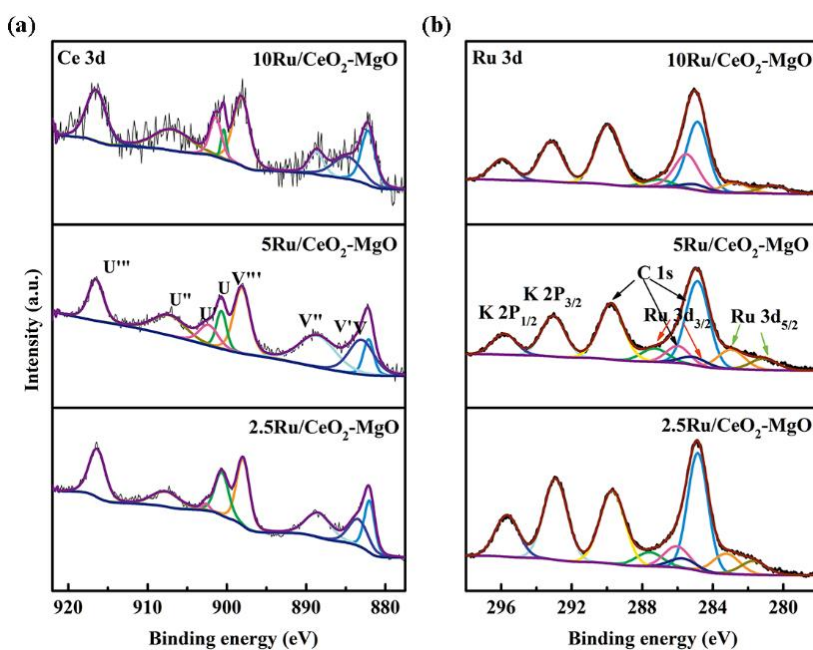 (a)
Ce 3d
10Ru/CeO₂-MgO
5Ru/CeO₂-MgO
U'''
U''
U'
U
V'''
V''
V'
V
2.5Ru/CeO₂-MgO
Intensity (a.u.)
920 910 900 890 880
Binding energy (eV)
(b)
Ru 3d
10Ru/CeO₂-MgO
5Ru/CeO₂-MgO
C 1s
K 2P₃/₂
K 2P₁/₂
Ru 3d₃/₂
Ru 3d₅/₂
2.5Ru/CeO₂-MgO
296 292 288 284 280
Binding energy (eV)